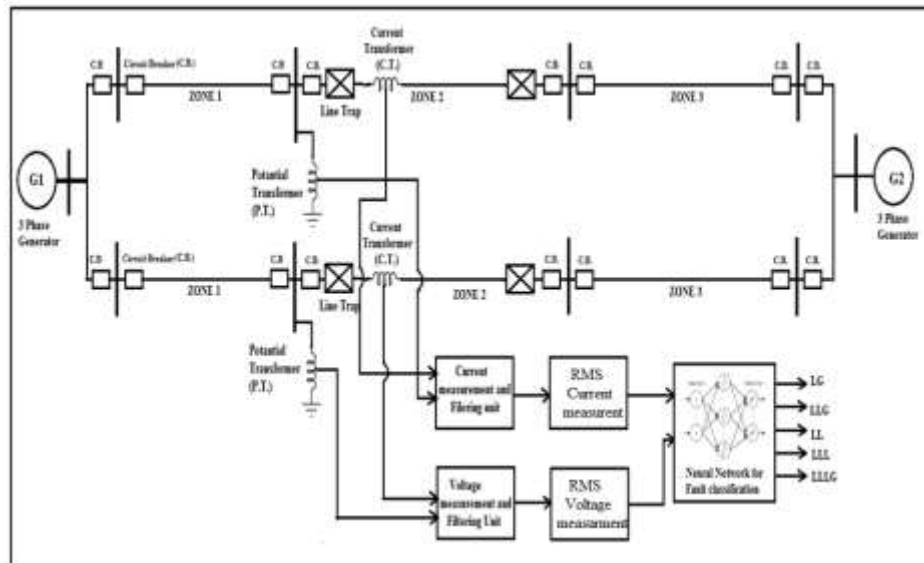 Current
Transformer
(C.T.)
C.B
Circuit Breaker (C.B.)
C.B
C.B.
C.B.
C.B.
C.B.
ZONE 1
Line Trap
ZONE 2
ZONE 3
G1
3 Phase
Generator
Potential
Transformer
(P.T.)
G2
3 Phase
Generator
Current
Transformer
(C.T.)
C.B
Circuit Breaker (C.B.)
C.B
C.B.
C.B.
C.B.
C.B.
C.B.
ZONE 1
Line Trap
ZONE 2
ZONE 3
Potential
Transformer
(P.T.)
Current
measurement and
Filtering unit
RMS
Current
measurent
Neural Network for
Fault classification
LG
LLG
LL
LLL
LLLG
Voltage
measurement and
Filtering Unit
RMS
Voltage
measurment